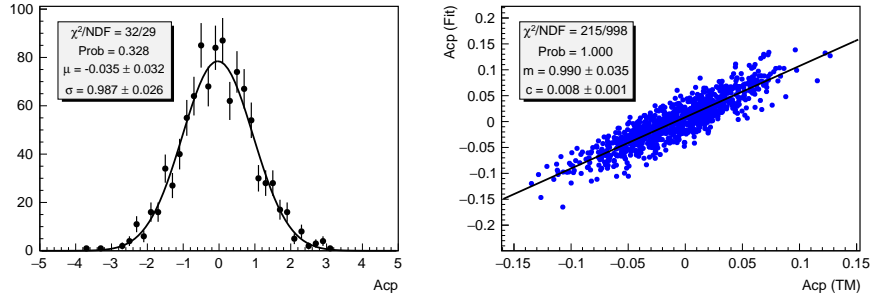 100
80
60
40
20
0
χ²/NDF = 32/29
Prob = 0.328
μ = -0.035 ± 0.032
σ = 0.987 ± 0.026
−5 −4 −3 −2 −1 0 1 2 3 4 5
Acp
Acp (Fit)
0.2
0.15
0.1
0.05
0
−0.05
−0.1
−0.15
−0.2
χ²/NDF = 215/998
Prob = 1.000
m = 0.990 ± 0.035
c = 0.008 ± 0.001
−0.15 −0.1 −0.05 0 0.05 0.1 0.15
Acp (TM)